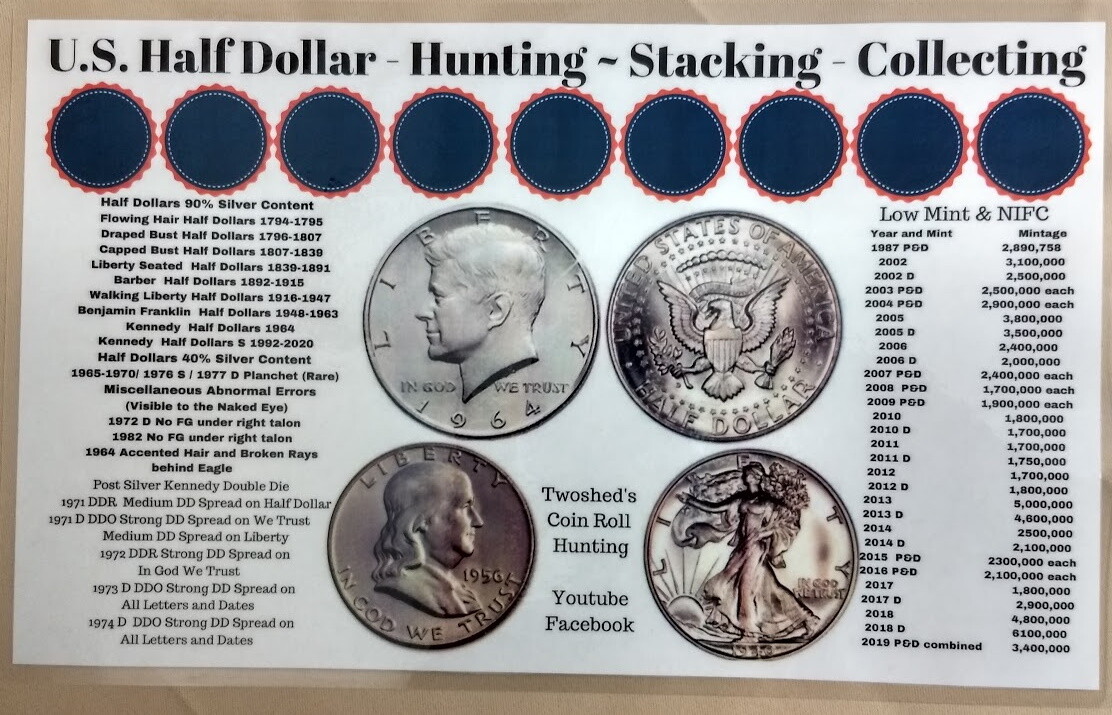 U.S. Half Dollar - Hunting ~ Stacking - Collecting
Half Dollars 90% Silver Content
Flowing Hair Half Dollars 1794-1795
Draped Bust Half Dollars 1796-1807
Capped Bust Half Dollars 1807-1839
Liberty Seated Half Dollars 1839-1891
Barber Half Dollars 1892-1915
Walking Liberty Half Dollars 1916-1947
Benjamin Franklin Half Dollars 1948-1963
Kennedy Half Dollars 1964
Kennedy Half Dollars S 1992-2020
Half Dollars 40% Silver Content
1965-1970/ 1976 S / 1977 D Planchet (Rare)
Miscellaneous Abnormal Errors
(Visible to the Naked Eye)
1972 D No FG under right talon
1982 No FG under right talon
1964 Accented Hair and Broken Rays
behind Eagle
Post Silver Kennedy Double Die
1971 DDR Medium DD Spread on Half Dollar
1971 D DDO Strong DD Spread on We Trust
Medium DD Spread on Liberty
1972 DDR Strong DD Spread on
In God We Trust
1973 D DDO Strong DD Spread on
All Letters and Dates
1974 D DDO Strong DD Spread on
All Letters and Dates
LIBERTY
IN GOD WE TRUST
1964
UNITED STATES OF AMERICA
HALF DOLLAR
LIBERTY
1956
IN GOD WE TRUST
Twoshed's
Coin Roll
Hunting
Youtube
Facebook
LIBERTY
IN GOD
WE TRUST
Low Mint & NIFC
Year and Mint Mintage
1987 P&D 2,890,758
2002 3,100,000
2002 D 2,500,000
2003 P&D 2,500,000 each
2004 P&D 2,900,000 each
2005 3,800,000
2005 D 3,500,000
2006 2,400,000
2006 D 2,000,000
2007 P&D 2,400,000 each
2008 P&D 1,700,000 each
2009 P&D 1,900,000 each
2010 1,800,000
2010 D 1,700,000
2011 1,700,000
2011 D 1,750,000
2012 1,700,000
2012 D 1,800,000
2013 5,000,000
2013 D 4,600,000
2014 2500,000
2014 D 2,100,000
2015 P&D 2300,000 each
2016 P&D 2,100,000 each
2017 1,800,000
2017 D 2,900,000
2018 4,800,000
2018 D 6100,000
2019 P&D combined 3,400,000